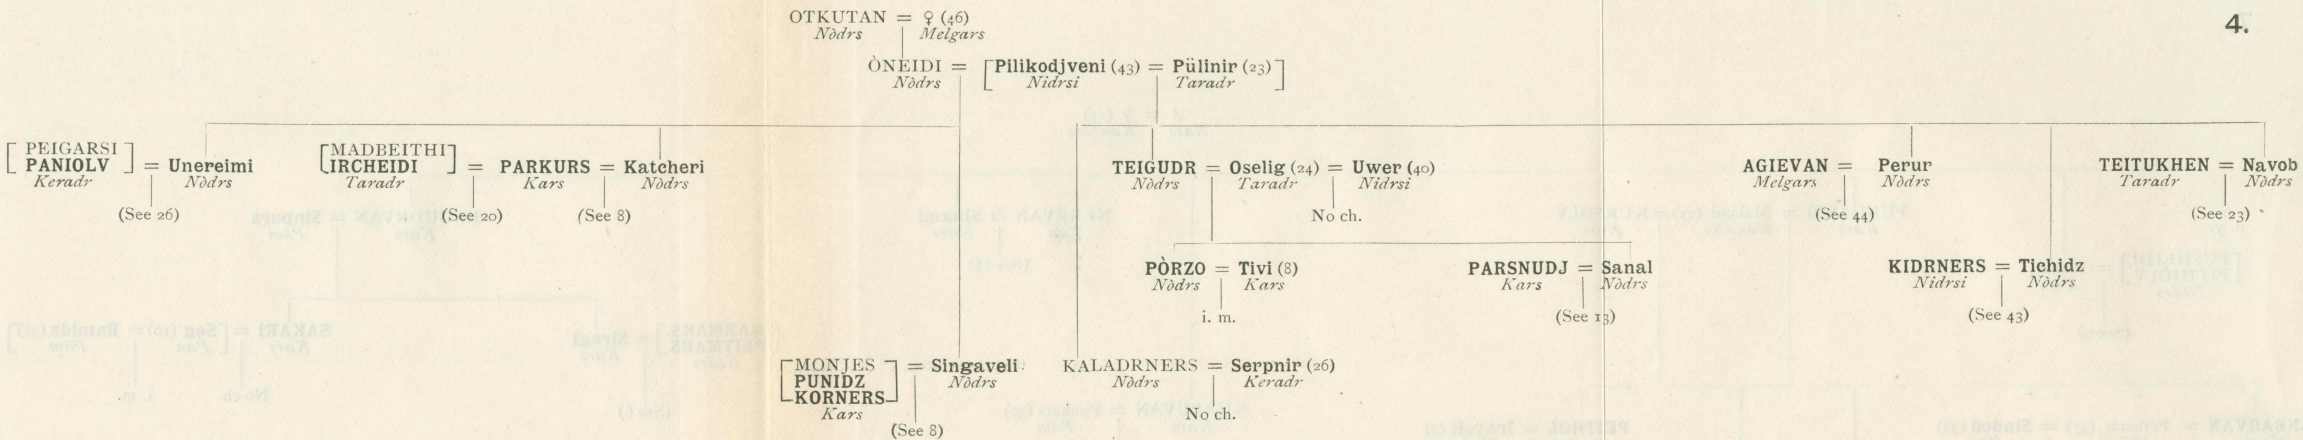 4.
OTKUTAN = ♀ (46)
Nòdrs Melgars
ÒNEIDI = [Pilikodjveni (43) = Pülinir (23)]
Nòdrs Nidrsi Taradr
[PEIGARSI
PANIOLV] = Unereimi
Keradr Nòdrs
(See 26)
[MADBEITHI
IRCHEIDI] = PARKURS = Katcheri
Taradr Kars Nòdrs
(See 20) (See 8)
TEIGUDR = Oselig (24) = Uwer (40)
Nòdrs Taradr Nidrsi
No ch.
AGIEVAN = Perur
Melgars Nòdrs
(See 44)
TEITUKHEN = Navob
Taradr Nòdrs
(See 23)
PÒRZO = Tivi (8)
Nòdrs Kars
i. m.
PARSNUDJ = Sanal
Kars Nòdrs
(See 13)
KIDRNERS = Tichidz
Nidrsi Nòdrs
(See 43)
[MONJES
PUNIDZ
KORNERS] = Singaveli
Kars Nòdrs
(See 8)
KALADRNERS = Serpnir (26)
Nòdrs Keradr
No ch.